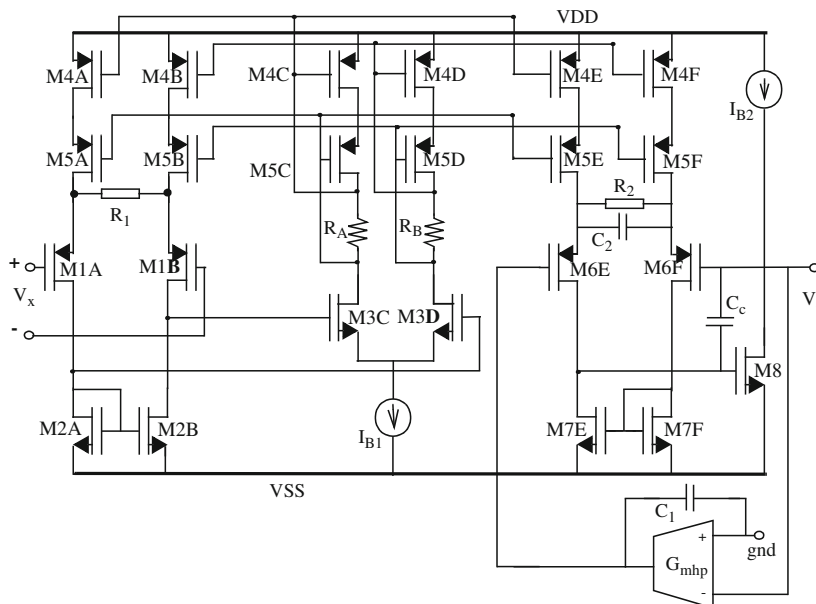 VDD
M4A
M4B
M4C
M4D
M4E
M4F
I_B2
M5A
M5B
M5C
M5D
M5E
M5F
R_1
R_A
R_B
R_2
C_2
+
V_x
-
M1A
M1B
M3C
M3D
M6E
M6F
V
C_c
M8
M2A
M2B
I_B1
M7E
M7F
VSS
C_1
+
G_mhp
-
gnd